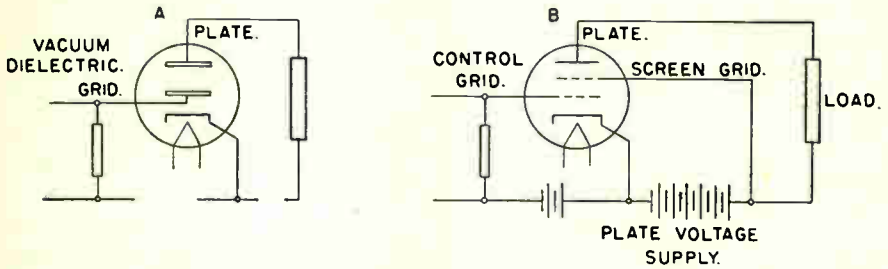 A
PLATE.
VACUUM
DIELECTRIC.
GRID.
B
PLATE.
CONTROL
GRID.
SCREEN GRID.
LOAD.
PLATE VOLTAGE
SUPPLY.